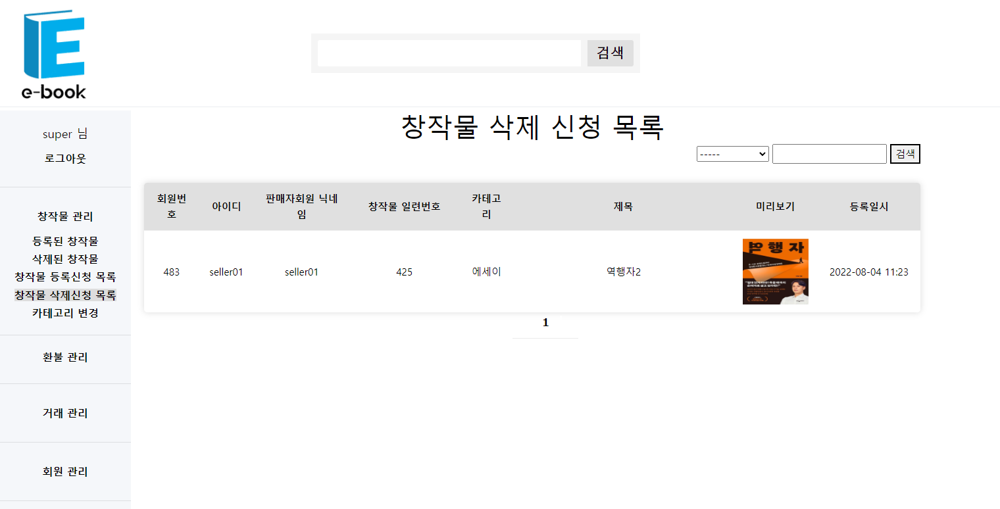 E
e-book
검색
super 님
로그아웃
창작물 관리
등록된 창작물
삭제된 창작물
창작물 등록신청 목록
창작물 삭제신청 목록
카테고리 변경
환불 관리
거래 관리
회원 관리
창작물 삭제 신청 목록
----- 검색
회원번호 아이디 판매자회원 닉네임 창작물 일련번호 카테고리 제목 미리보기 등록일시
483 seller01 seller01 425 에세이 역행자2 2022-08-04 11:23
역행자
1